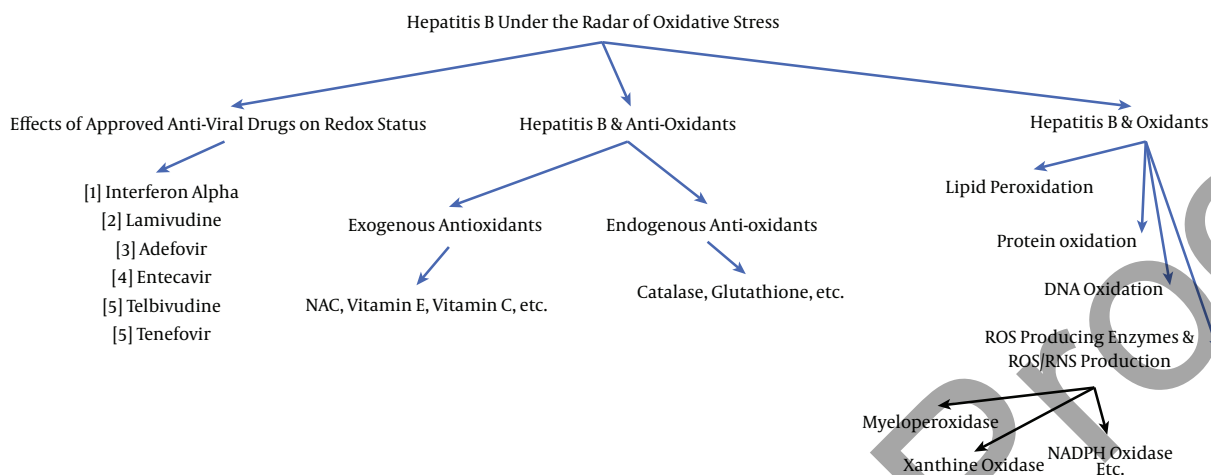 Hepatitis B Under the Radar of Oxidative Stress
Effects of Approved Anti-Viral Drugs on Redox Status
Hepatitis B & Anti-Oxidants
Hepatitis B & Oxidants
[1] Interferon Alpha
[2] Lamivudine
[3] Adefovir
[4] Entecavir
[5] Telbivudine
[5] Tenefovir
Exogenous Antioxidants
Endogenous Anti-oxidants
NAC, Vitamin E, Vitamin C, etc.
Catalase, Glutathione, etc.
Lipid Peroxidation
Protein oxidation
DNA Oxidation
ROS Producing Enzymes &
ROS/RNS Production
Myeloperoxidase
Xanthine Oxidase
NADPH Oxidase
Etc.